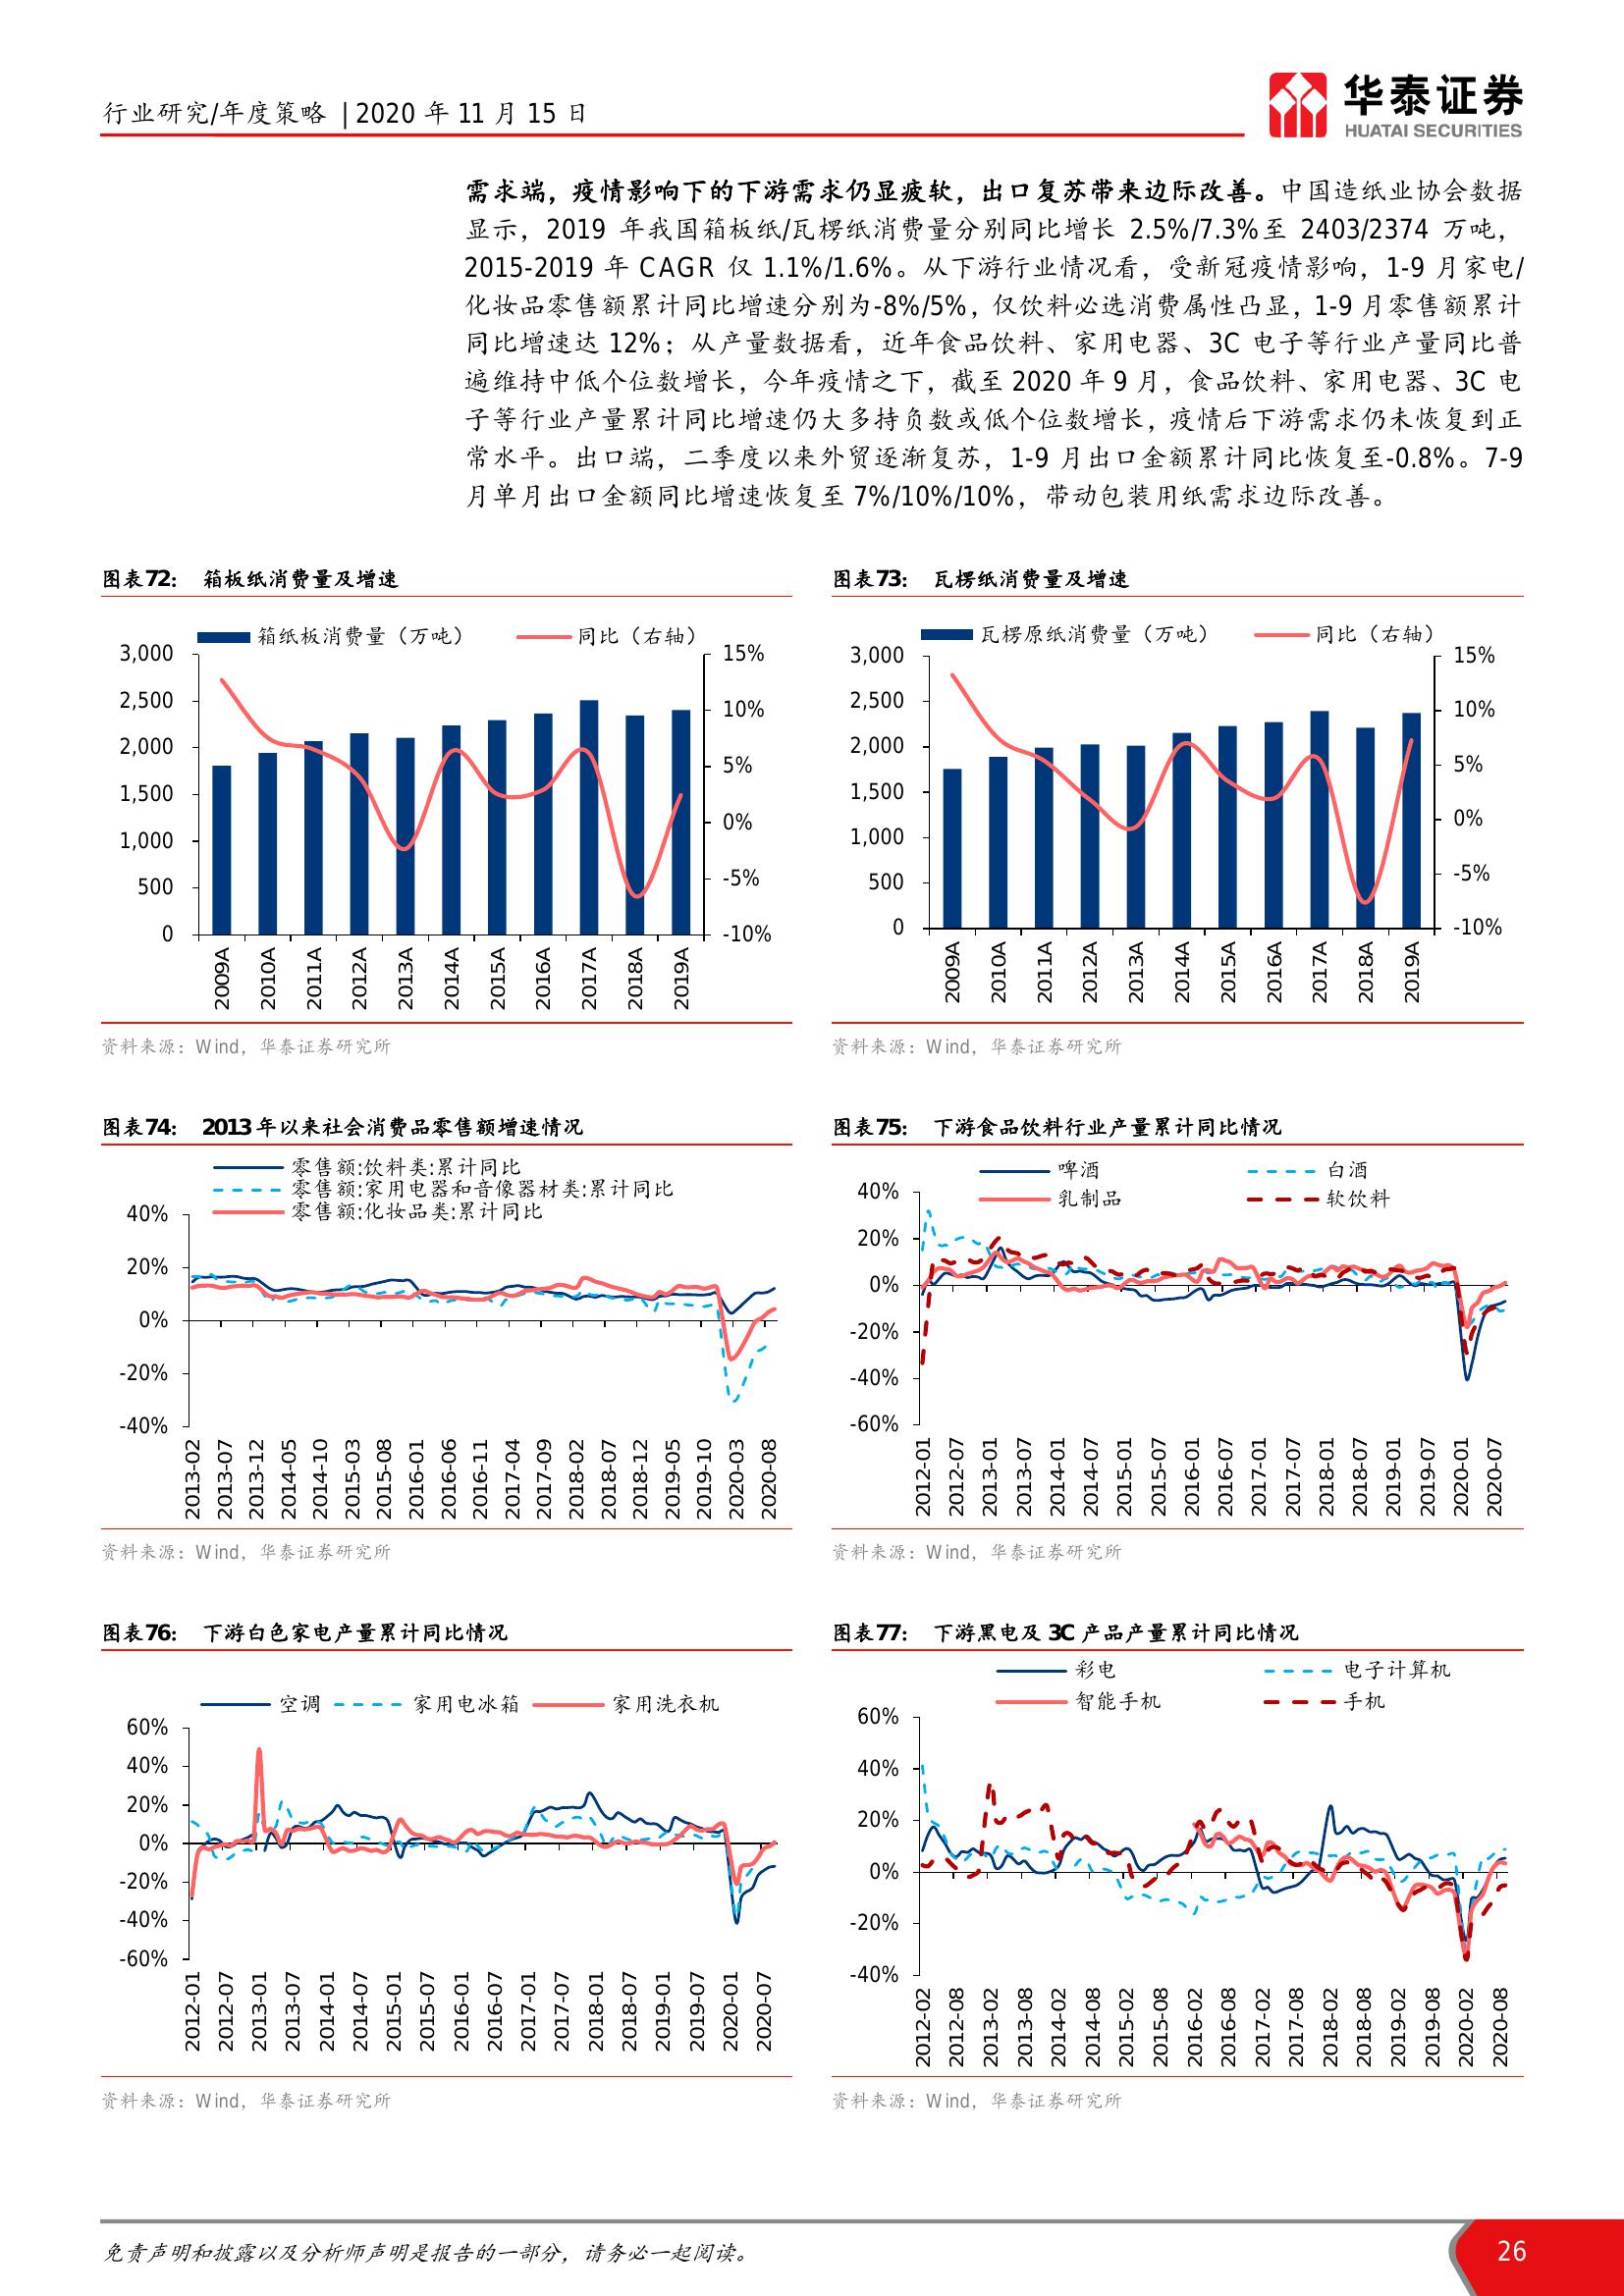 行业研究/年度策略 | 2020 年 11 月 15 日
华泰证券
HUATAI SECURITIES
需求端，疫情影响下的下游需求仍显疲软，出口复苏带来边际改善。中国造纸业协会数据
显示，2019 年我国箱板纸/瓦楞纸消费量分别同比增长 2.5%/7.3%至 2403/2374 万吨，
2015-2019 年 CAGR 仅 1.1%/1.6%。从下游行业情况看，受新冠疫情影响，1-9 月家电/
化妆品零售额累计同比增速分别为-8%/5%，仅饮料必选消费属性凸显，1-9 月零售额累计
同比增速达 12%；从产量数据看，近年食品饮料、家用电器、3C 电子等行业产量同比普
遍维持中低个位数增长，今年疫情之下，截至 2020 年 9 月，食品饮料、家用电器、3C 电
子等行业产量累计同比增速仍大多持负数或低个位数增长，疫情后下游需求仍未恢复到正
常水平。出口端，二季度以来外贸逐渐复苏，1-9 月出口金额累计同比恢复至-0.8%。7-9
月单月出口金额同比增速恢复至 7%/10%/10%，带动包装用纸需求边际改善。
图表72： 箱板纸消费量及增速
箱纸板消费量（万吨） 同比（右轴）
3,000
2,500
2,000
1,500
1,000
500
0
15%
10%
5%
0%
-5%
-10%
2009A 2010A 2011A 2012A 2013A 2014A 2015A 2016A 2017A 2018A 2019A
资料来源：Wind，华泰证券研究所
图表73： 瓦楞纸消费量及增速
瓦楞原纸消费量（万吨） 同比（右轴）
3,000
2,500
2,000
1,500
1,000
500
0
15%
10%
5%
0%
-5%
-10%
2009A 2010A 2011A 2012A 2013A 2014A 2015A 2016A 2017A 2018A 2019A
资料来源：Wind，华泰证券研究所
图表74： 2013 年以来社会消费品零售额增速情况
零售额:饮料类:累计同比
零售额:家用电器和音像器材类:累计同比
零售额:化妆品类:累计同比
40%
20%
0%
-20%
-40%
2013-02 2013-07 2013-12 2014-05 2014-10 2015-03 2015-08 2016-01 2016-06 2016-11 2017-04 2017-09 2018-02 2018-07 2018-12 2019-05 2019-10 2020-03 2020-08
资料来源：Wind，华泰证券研究所
图表75： 下游食品饮料行业产量累计同比情况
啤酒 白酒
乳制品 软饮料
40%
20%
0%
-20%
-40%
-60%
2012-01 2012-07 2013-01 2013-07 2014-01 2014-07 2015-01 2015-07 2016-01 2016-07 2017-01 2017-07 2018-01 2018-07 2019-01 2019-07 2020-01 2020-07
资料来源：Wind，华泰证券研究所
图表76： 下游白色家电产量累计同比情况
空调 家用电冰箱 家用洗衣机
60%
40%
20%
0%
-20%
-40%
-60%
2012-01 2012-07 2013-01 2013-07 2014-01 2014-07 2015-01 2015-07 2016-01 2016-07 2017-01 2017-07 2018-01 2018-07 2019-01 2019-07 2020-01 2020-07
资料来源：Wind，华泰证券研究所
图表77： 下游黑电及 3C 产品产量累计同比情况
彩电 电子计算机
智能手机 手机
60%
40%
20%
0%
-20%
-40%
2012-02 2012-08 2013-02 2013-08 2014-02 2014-08 2015-02 2015-08 2016-02 2016-08 2017-02 2017-08 2018-02 2018-08 2019-02 2019-08 2020-02 2020-08
资料来源：Wind，华泰证券研究所
免责声明和披露以及分析师声明是报告的一部分，请务必一起阅读。
26